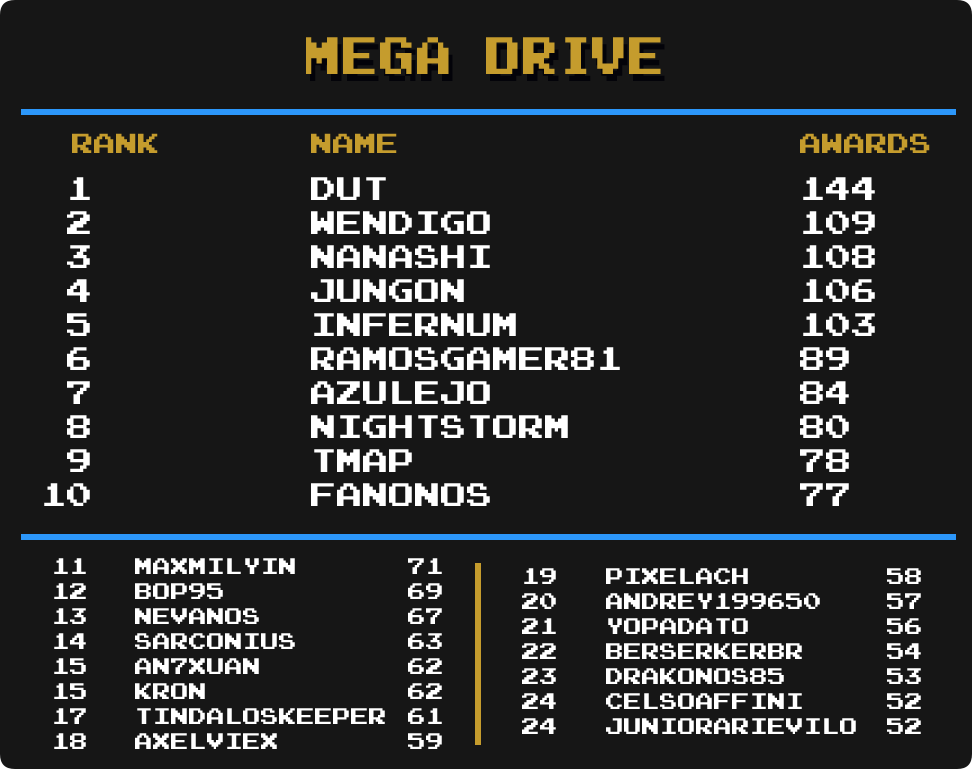 MEGA DRIVE
RANK NAME AWARDS
1 DUT 144
2 WENDIGO 109
3 NANASHI 108
4 JUNGON 106
5 INFERNUM 103
6 RAMOSGAMER81 89
7 AZULEJO 84
8 NIGHTSTORM 80
9 TMAP 78
10 FANONOS 77
11 MAXMILYIN 71
12 BOP95 69
13 NEVANOS 67
14 SARCONIUS 63
15 AN7XUAN 62
15 KRON 62
17 TINDALOSKEEPER 61
18 AXELVIEX 59
19 PIXELACH 58
20 ANDREY199650 57
21 YOPADATO 56
22 BERSERKERBR 54
23 DRAKONOS85 53
24 CELSOAFFINI 52
24 JUNIORARIEVILO 52